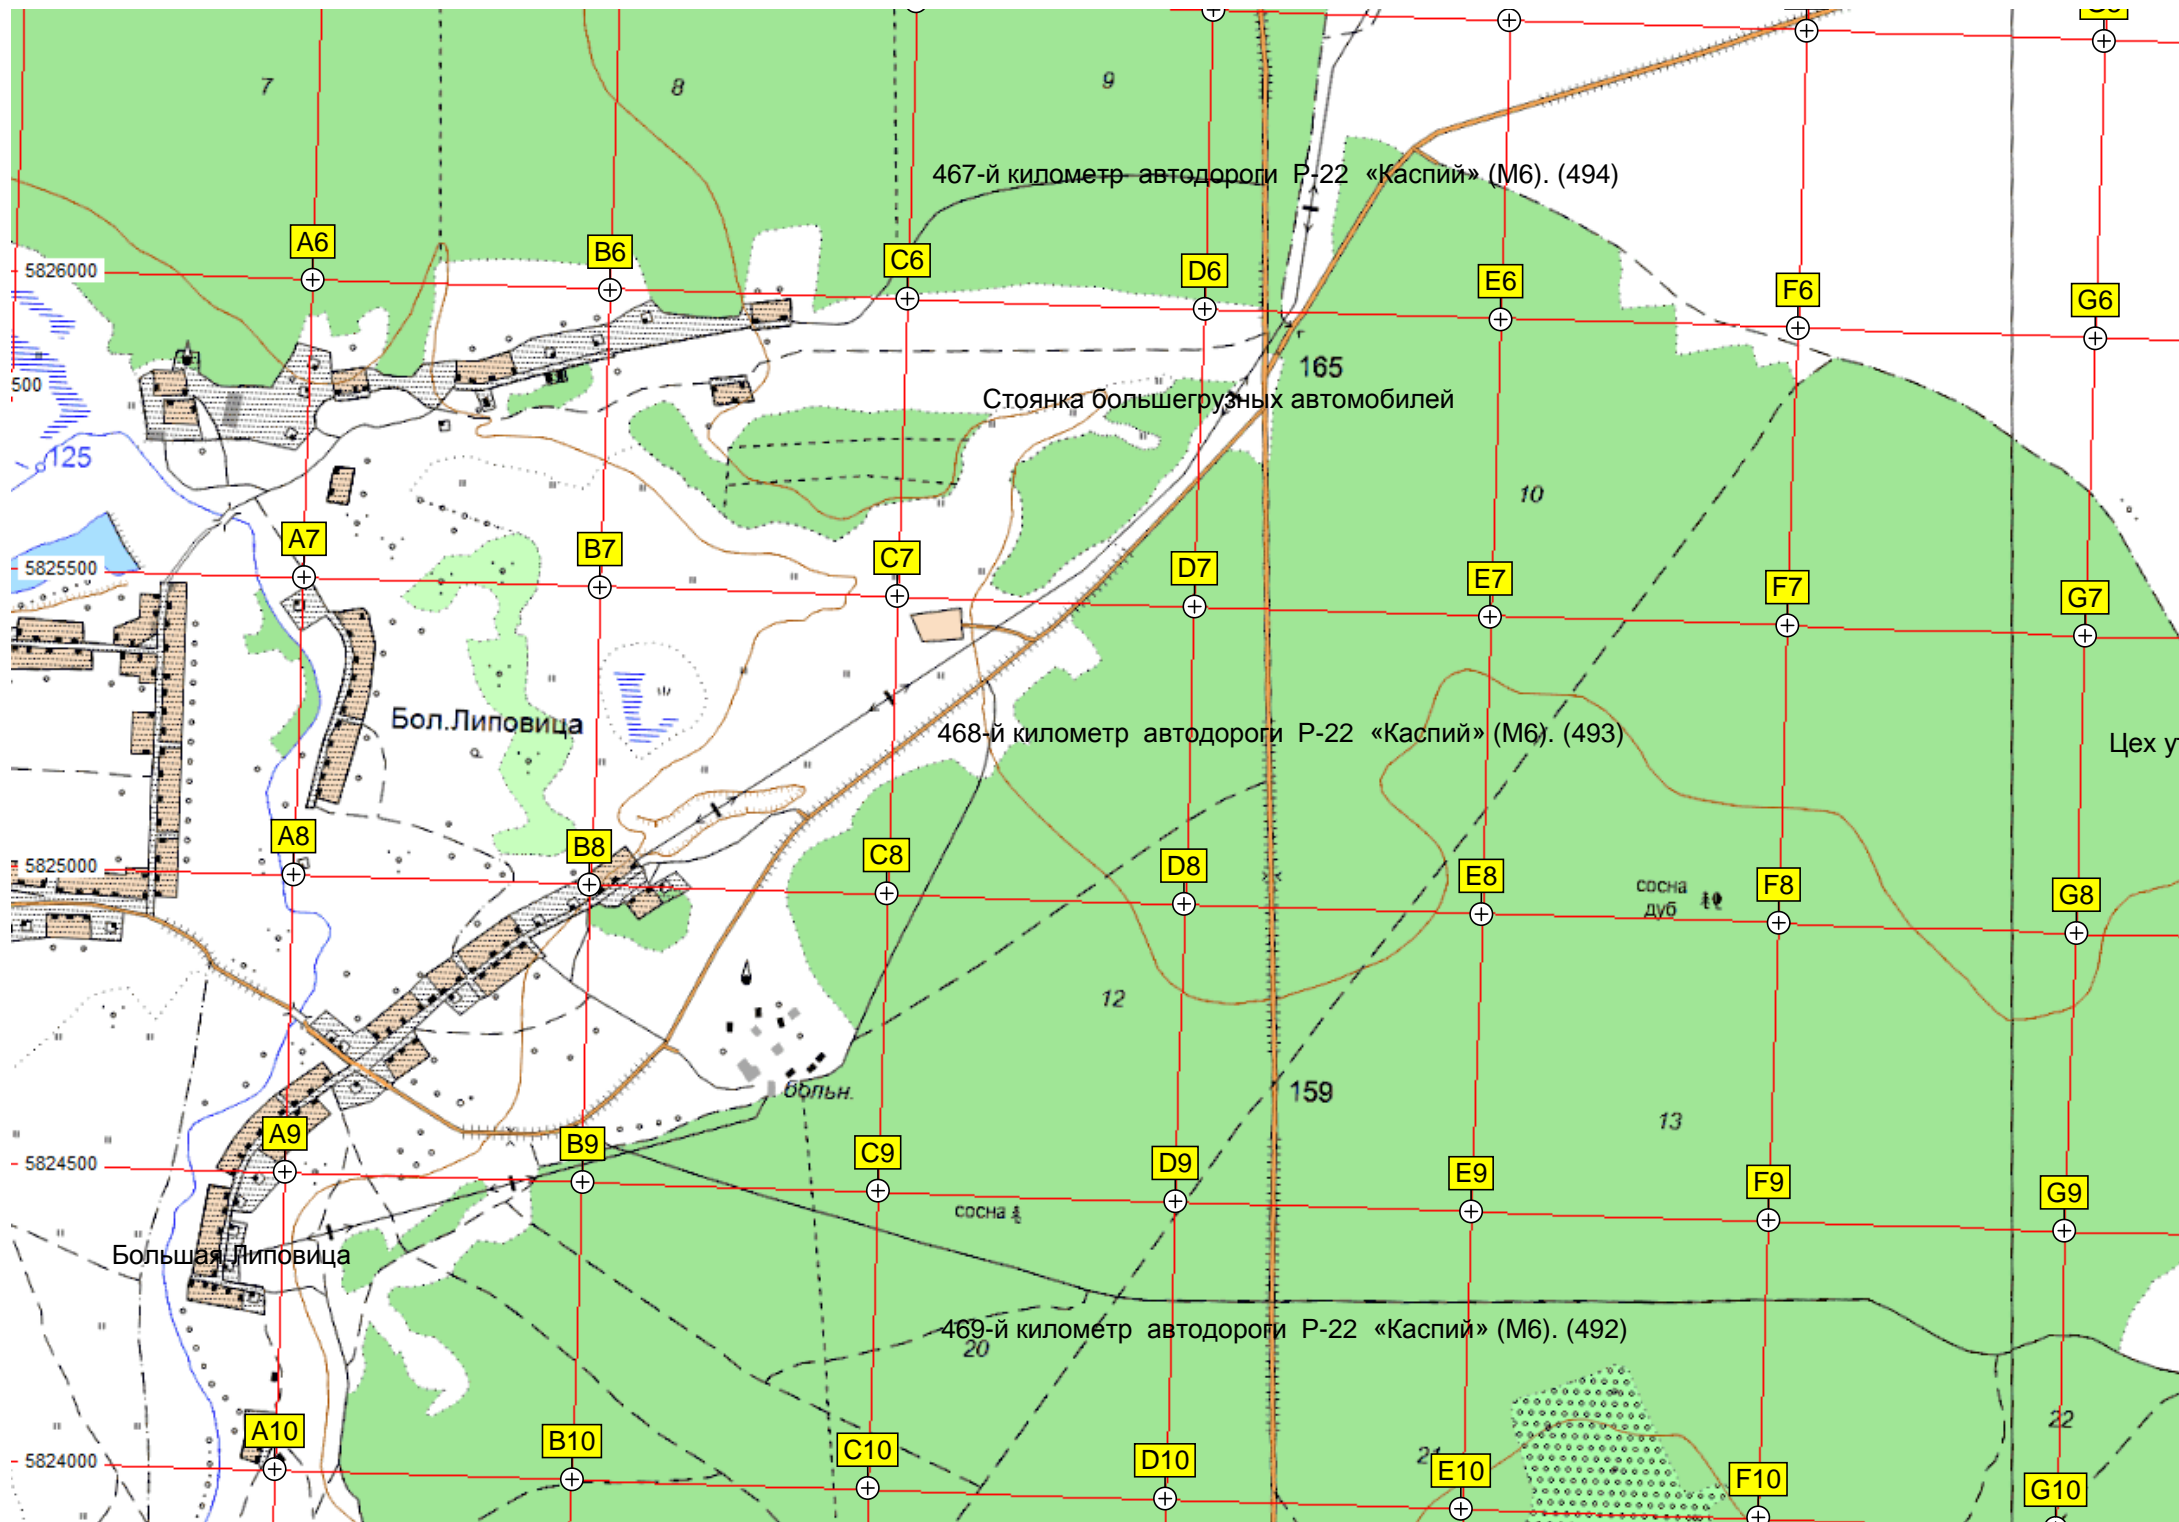 7
8
9
467-й километр автодороги Р-22 «Каспий» (М6). (494)
A6
B6
C6
D6
E6
F6
G6
5826000
165
500
Стоянка большегрузных автомобилей
125
10
A7
B7
C7
D7
E7
F7
G7
5825500
Бол.Липовица
468-й километр автодороги Р-22 «Каспий» (М6). (493)
Цех у
A8
B8
C8
D8
E8
F8
G8
5825000
сосна
дуб
12
159
больн.
13
A9
B9
C9
D9
E9
F9
G9
5824500
сосна
Большая Липовица
469-й километр автодороги Р-22 «Каспий» (М6). (492)
20
22
21
A10
B10
C10
D10
E10
F10
G10
5824000